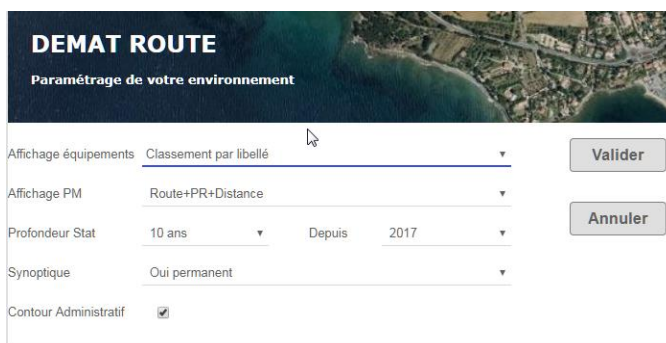 DEMAT ROUTE
Paramétrage de votre environnement
Affichage équipements Classement par libellé
Valider
Affichage PM Route+PR+Distance
Annuler
Profondeur Stat 10 ans Depuis 2017
Synoptique Oui permanent
Contour Administratif